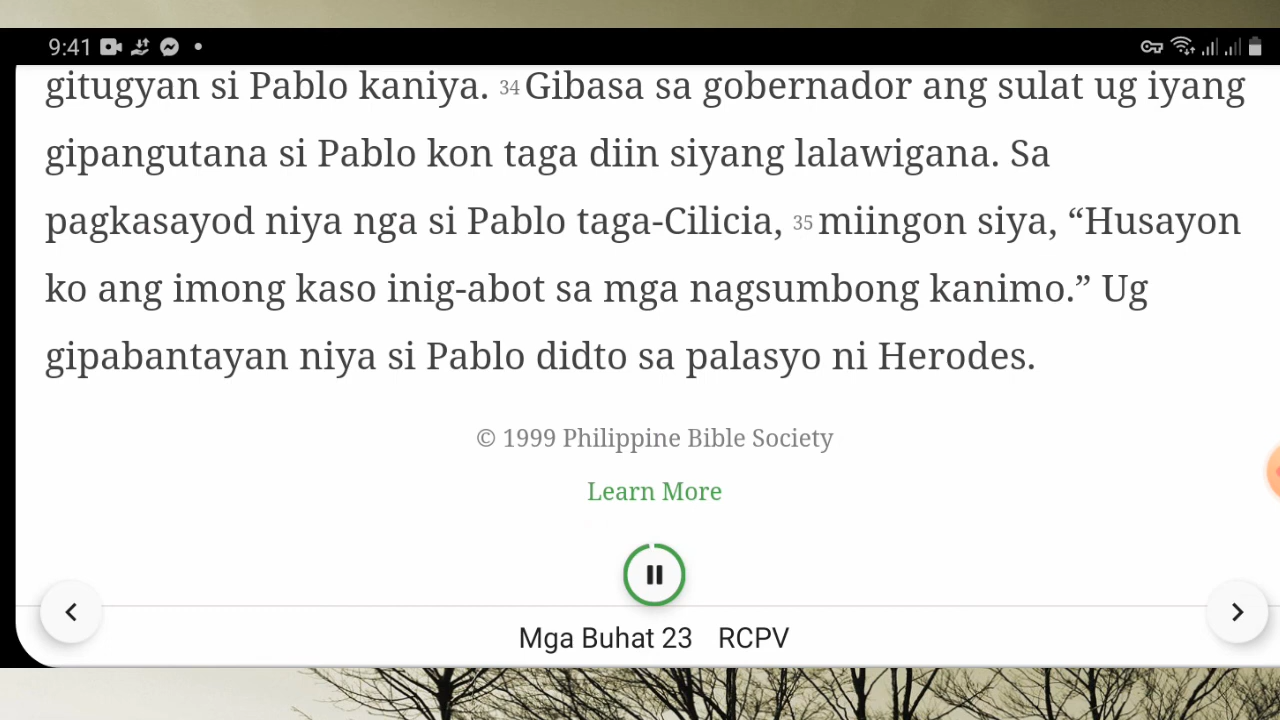 9:41
gitugyan si Pablo kaniya. 34 Gibasa sa gobernador ang sulat ug iyang
gipangutana si Pablo kon taga diin siyang lalawigana. Sa
pagkasayod niya nga si Pablo taga-Cilicia, 35 miingon siya, “Husayon
ko ang imong kaso inig-abot sa mga nagsumbong kanimo.” Ug
gipabantayan niya si Pablo didto sa palasyo ni Herodes.
© 1999 Philippine Bible Society
Learn More
Mga Buhat 23 RCPV